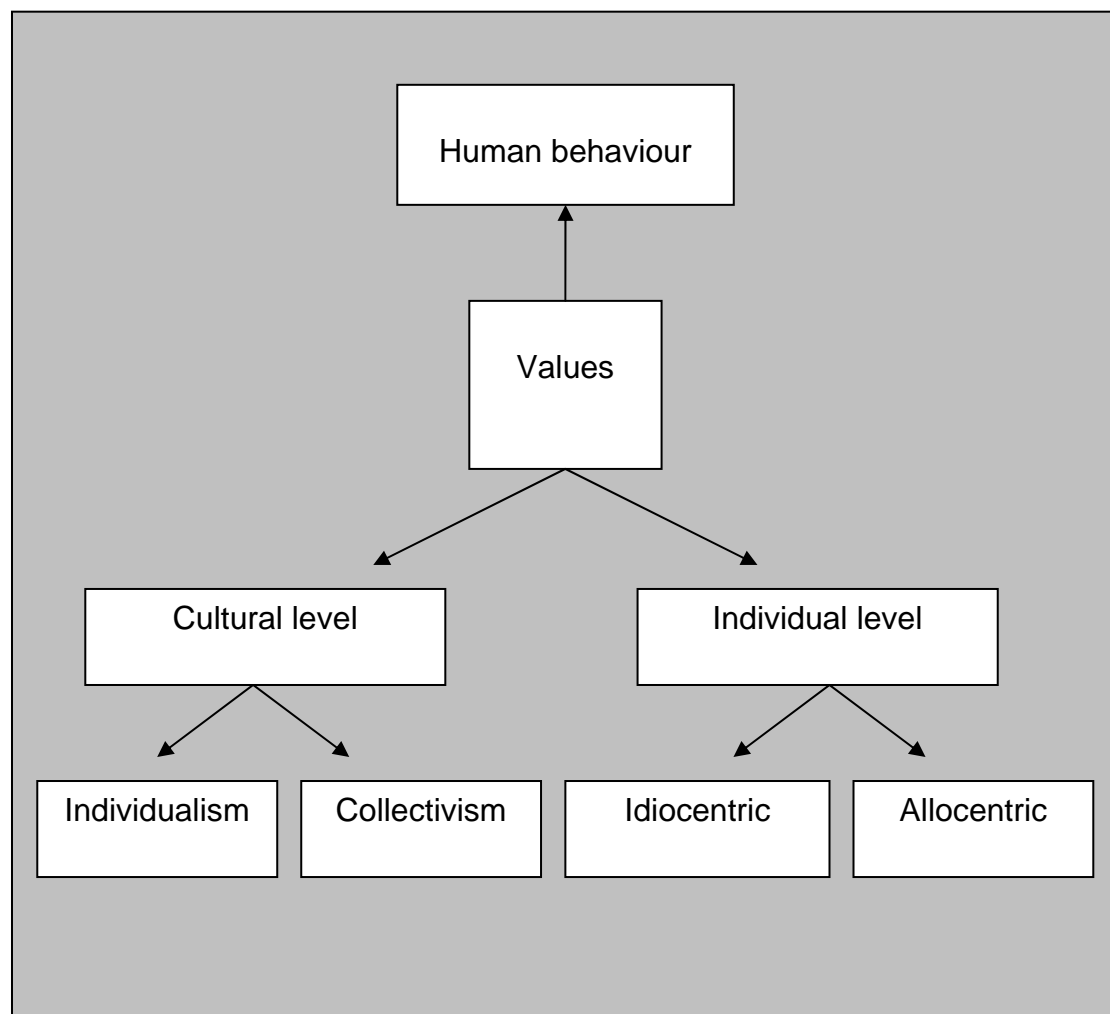 Human behaviour
Values
Cultural level
Individual level
Individualism
Collectivism
Idiocentric
Allocentric